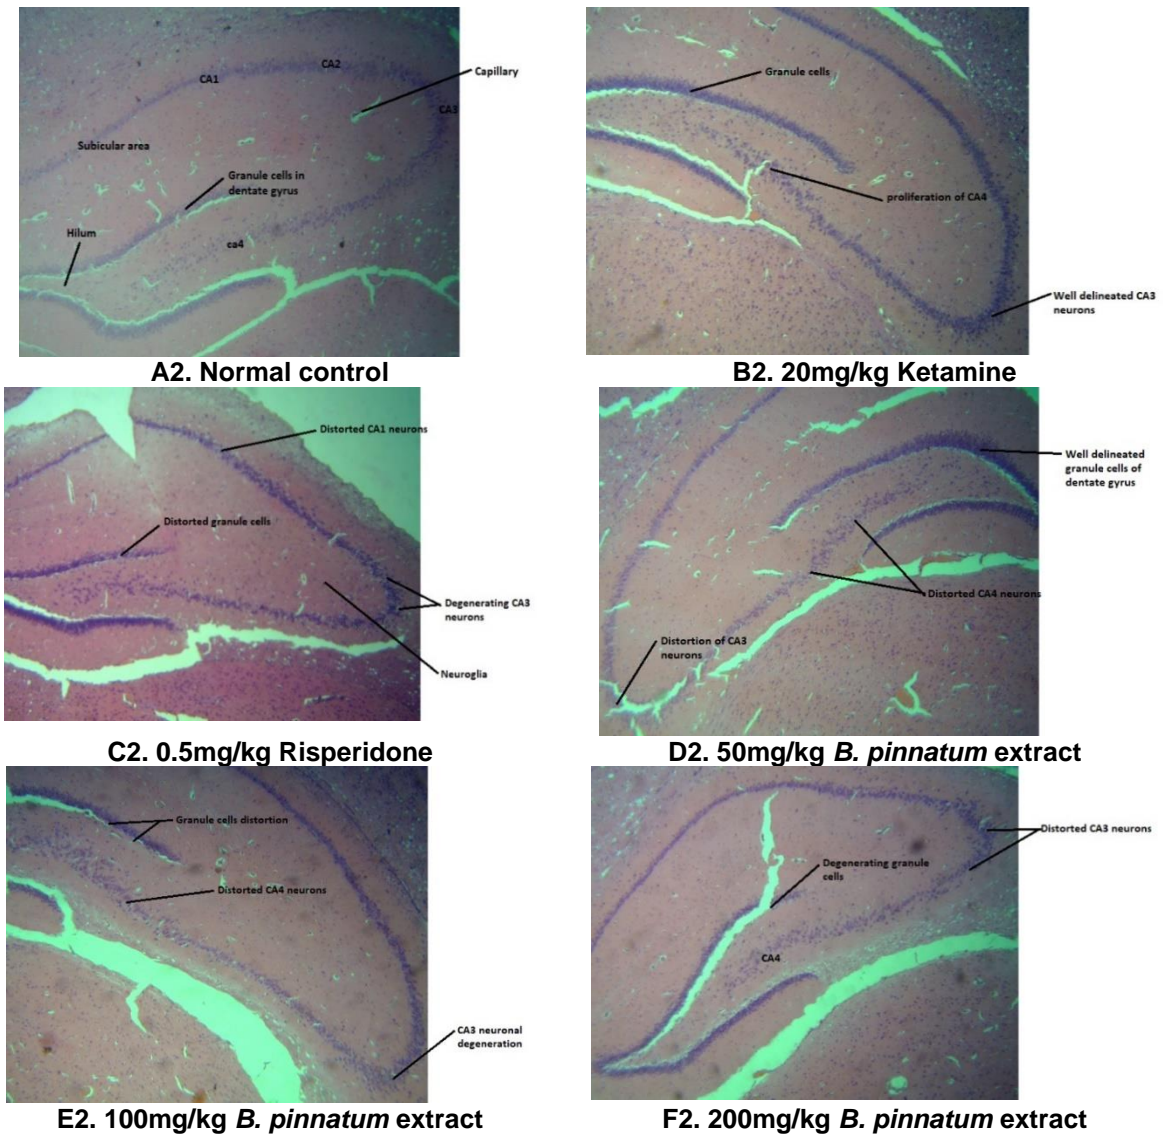 CA1
CA2
Capillary
CA3
Subicular area
Granule cells in
dentate gyrus
Hilum
ca4
A2. Normal control
Granule cells
proliferation of CA4
Well delineated CA3
neurons
B2. 20mg/kg Ketamine
Distorted CA1 neurons
Distorted granule cells
Degenerating CA3
neurons
Neuroglia
C2. 0.5mg/kg Risperidone
Well delineated
granule cells of
dentate gyrus
Distorted CA4 neurons
Distortion of CA3
neurons
D2. 50mg/kg B. pinnatum extract
Granule cells distortion
Distorted CA4 neurons
CA3 neuronal
degeneration
E2. 100mg/kg B. pinnatum extract
Distorted CA3 neurons
Degenerating granule
cells
CA4
F2. 200mg/kg B. pinnatum extract